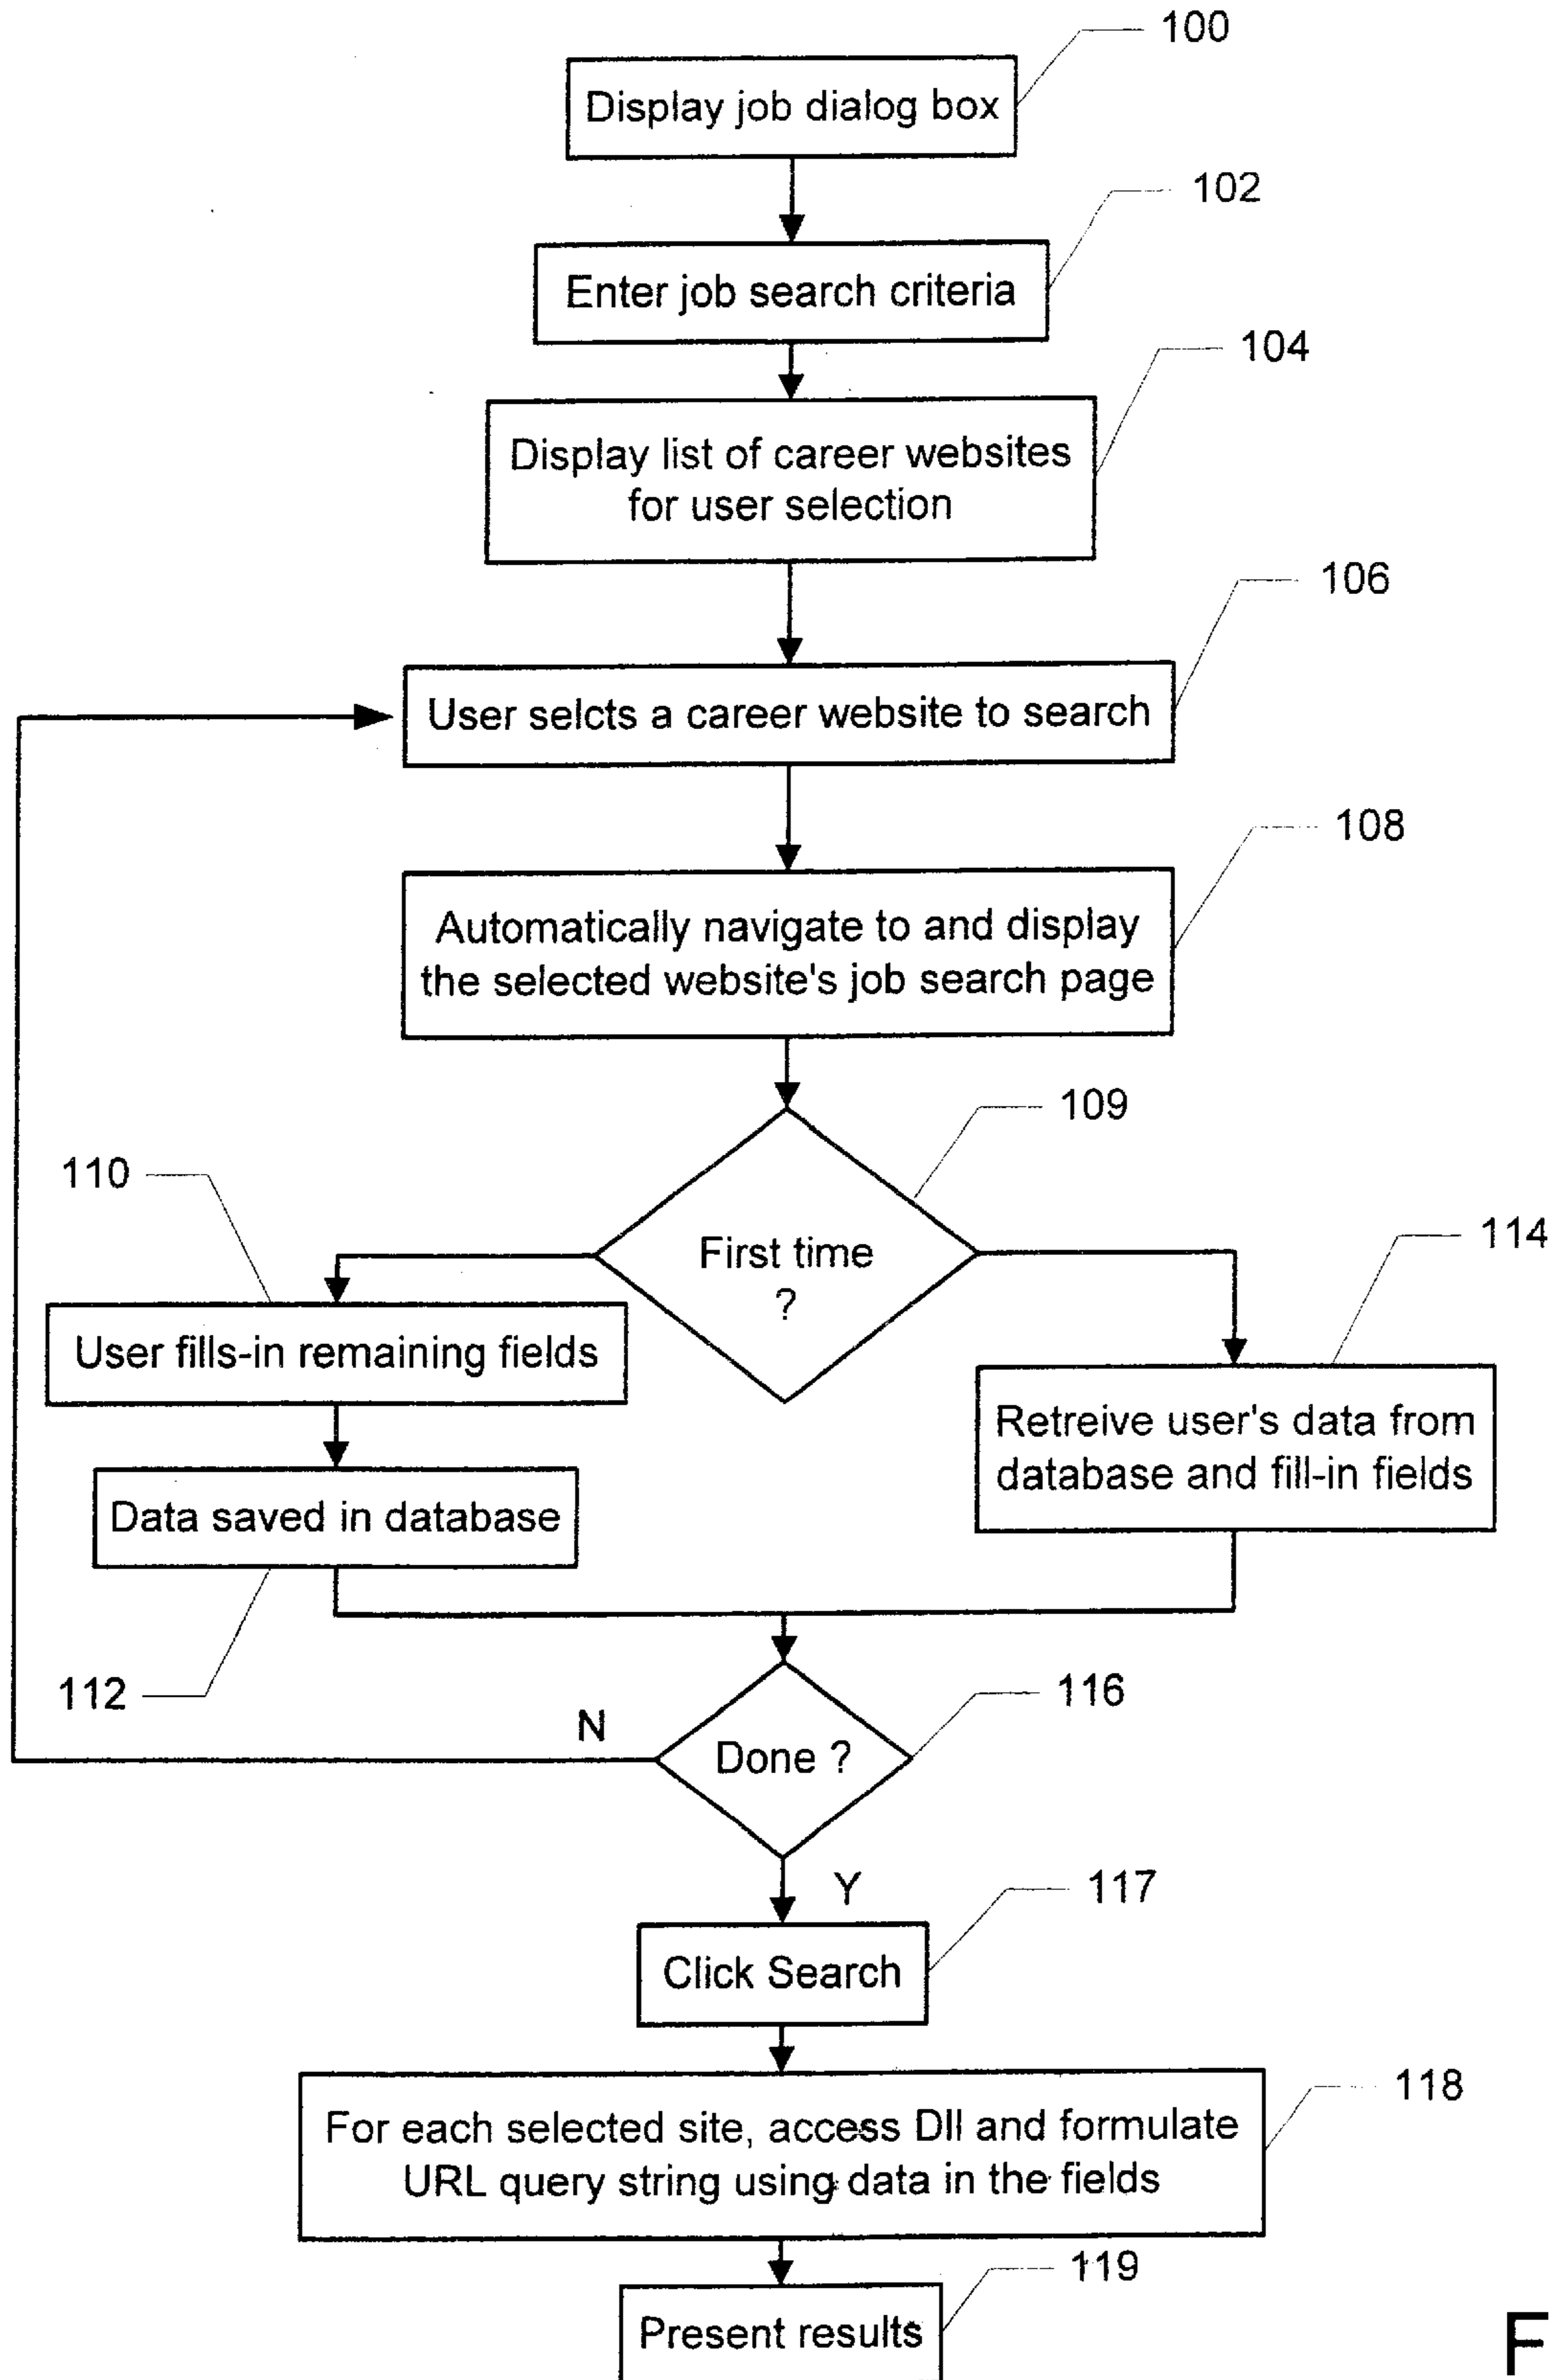 100
Display job dialog box
102
Enter job search criteria
104
Display list of career websites
for user selection
106
User selcts a career website to search
108
Automatically navigate to and display
the selected website's job search page
109
First time
?
110
User fills-in remaining fields
114
Retreive user's data from
database and fill-in fields
Data saved in database
112
116
N
Done ?
Y
117
Click Search
118
For each selected site, access Dll and formulate
URL query string using data in the fields
119
Present results
F